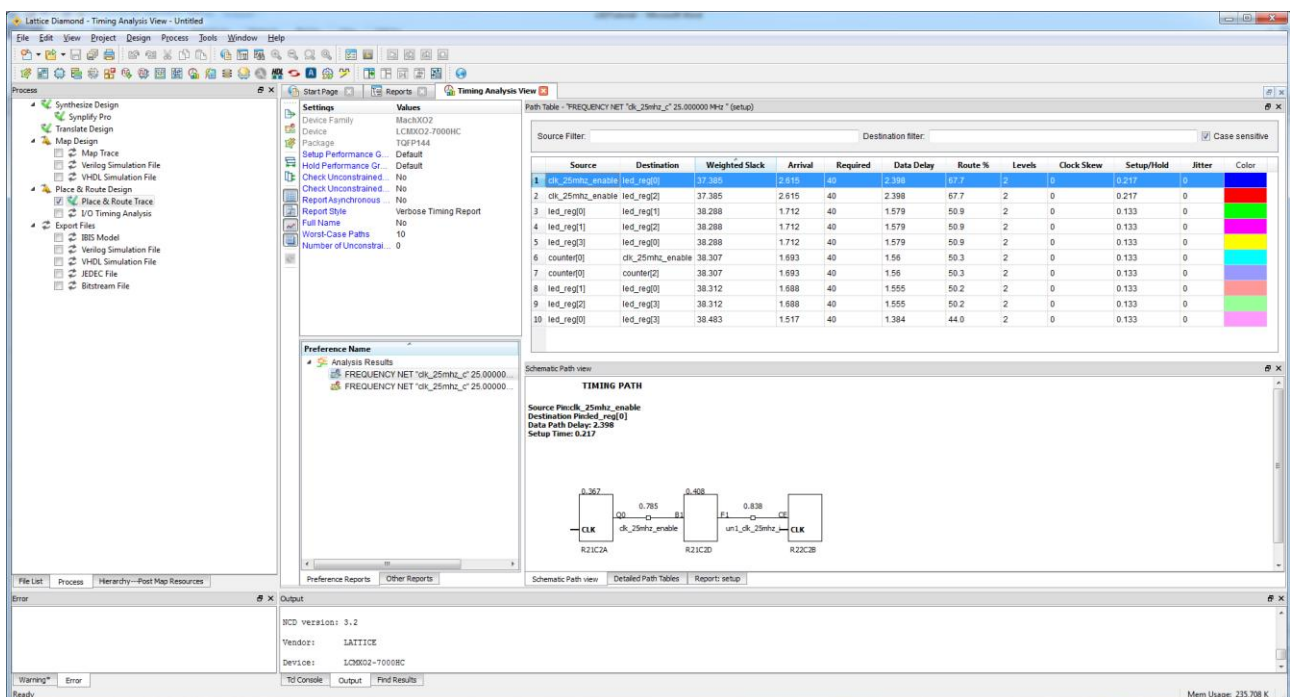 Lattice Diamond - Timing Analysis View - Untitled
File Edit View Project Design Process Tools Window Help
Process
Synthesize Design
Synplify Pro
Translate Design
Map Design
Map Trace
Verilog Simulation File
VHDL Simulation File
Place & Route Design
Place & Route Trace
I/O Timing Analysis
Export Files
IBIS Model
Verilog Simulation File
VHDL Simulation File
JEDEC File
Bitstream File
File List Process Hierarchy---Post Map Resources
Start Page Reports Timing Analysis View
Settings Values
Device Family MachXO2
Device LCMXO2-7000HC
Package TQFP144
Setup Performance G... Default
Hold Performance Gr... Default
Check Unconstrained... No
Check Unconstrained... No
Report Asynchronous ... No
Report Style Verbose Timing Report
Full Name No
Worst-Case Paths 10
Number of Unconstrai... 0
Preference Name
Analysis Results
FREQUENCY NET "clk_25mhz_c" 25.00000...
FREQUENCY NET "clk_25mhz_c" 25.00000...
Preference Reports Other Reports
Path Table - "FREQUENCY NET "clk_25mhz_c" 25.000000 MHz " (setup)
Source Filter: Destination filter: Case sensitive
Source Destination Weighted Slack Arrival Required Data Delay Route % Levels Clock Skew Setup/Hold Jitter Color
1 clk_25mhz_enable led_reg[0] 37.385 2.615 40 2.398 67.7 2 0 0.217 0
2 clk_25mhz_enable led_reg[2] 37.385 2.615 40 2.398 67.7 2 0 0.217 0
3 led_reg[0] led_reg[1] 38.288 1.712 40 1.579 50.9 2 0 0.133 0
4 led_reg[1] led_reg[2] 38.288 1.712 40 1.579 50.9 2 0 0.133 0
5 led_reg[3] led_reg[0] 38.288 1.712 40 1.579 50.9 2 0 0.133 0
6 counter[0] clk_25mhz_enable 38.307 1.693 40 1.56 50.3 2 0 0.133 0
7 counter[0] counter[2] 38.307 1.693 40 1.56 50.3 2 0 0.133 0
8 led_reg[1] led_reg[0] 38.312 1.688 40 1.555 50.2 2 0 0.133 0
9 led_reg[2] led_reg[3] 38.312 1.688 40 1.555 50.2 2 0 0.133 0
10 led_reg[0] led_reg[3] 38.483 1.517 40 1.384 44.0 2 0 0.133 0
Schematic Path view
TIMING PATH
Source Pin:clk_25mhz_enable
Destination Pin:led_reg[0]
Data Path Delay: 2.398
Setup Time: 0.217
0.367 0.408
0.785 0.838
Q0 B1 F1 CE
CLK clk_25mhz_enable un1_clk_25mhz_ CLK
R21C2A R21C2D R22C2B
Schematic Path view Detailed Path Tables Report: setup
Error
Warning* Error
Output
NCD version: 3.2
Vendor: LATTICE
Device: LCMXO2-7000HC
Tcl Console Output Find Results
Ready Mem Usage: 235,708 K